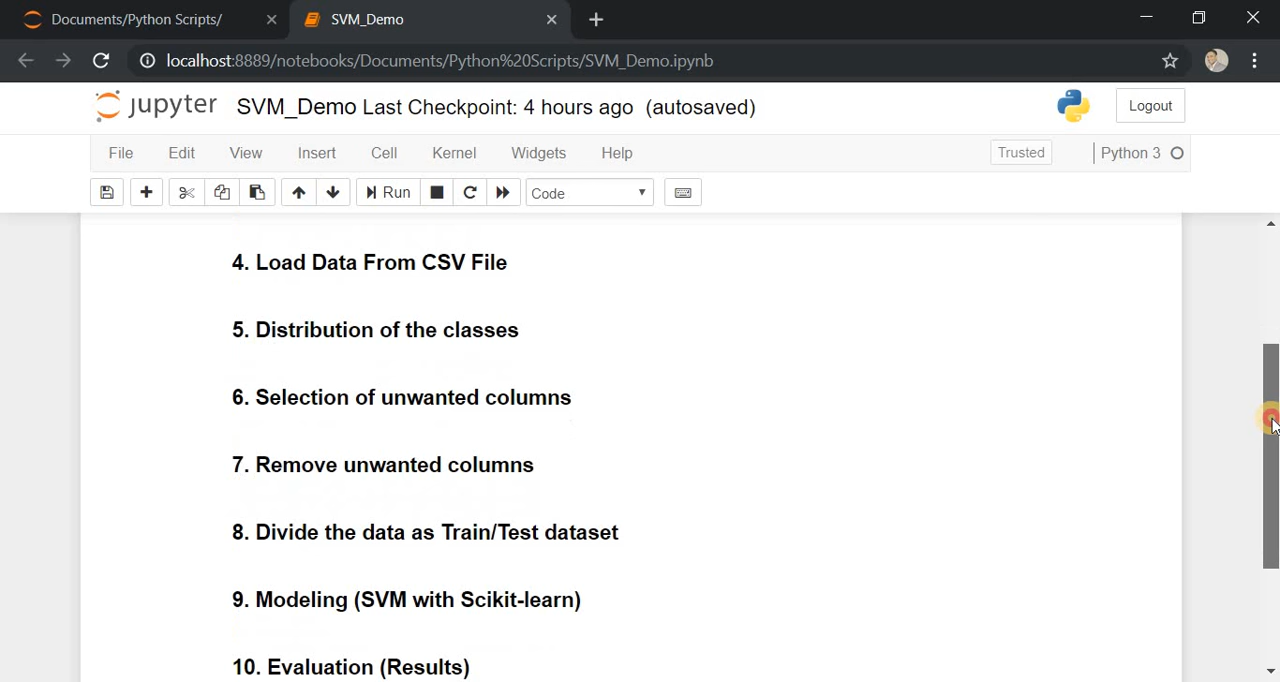 Documents/Python Scripts/
SVM_Demo
localhost:8889/notebooks/Documents/Python%20Scripts/SVM_Demo.ipynb
jupyter SVM_Demo Last Checkpoint: 4 hours ago (autosaved)
Logout
File Edit View Insert Cell Kernel Widgets Help
Trusted
Python 3
Run
Code
4. Load Data From CSV File
5. Distribution of the classes
6. Selection of unwanted columns
7. Remove unwanted columns
8. Divide the data as Train/Test dataset
9. Modeling (SVM with Scikit-learn)
10. Evaluation (Results)